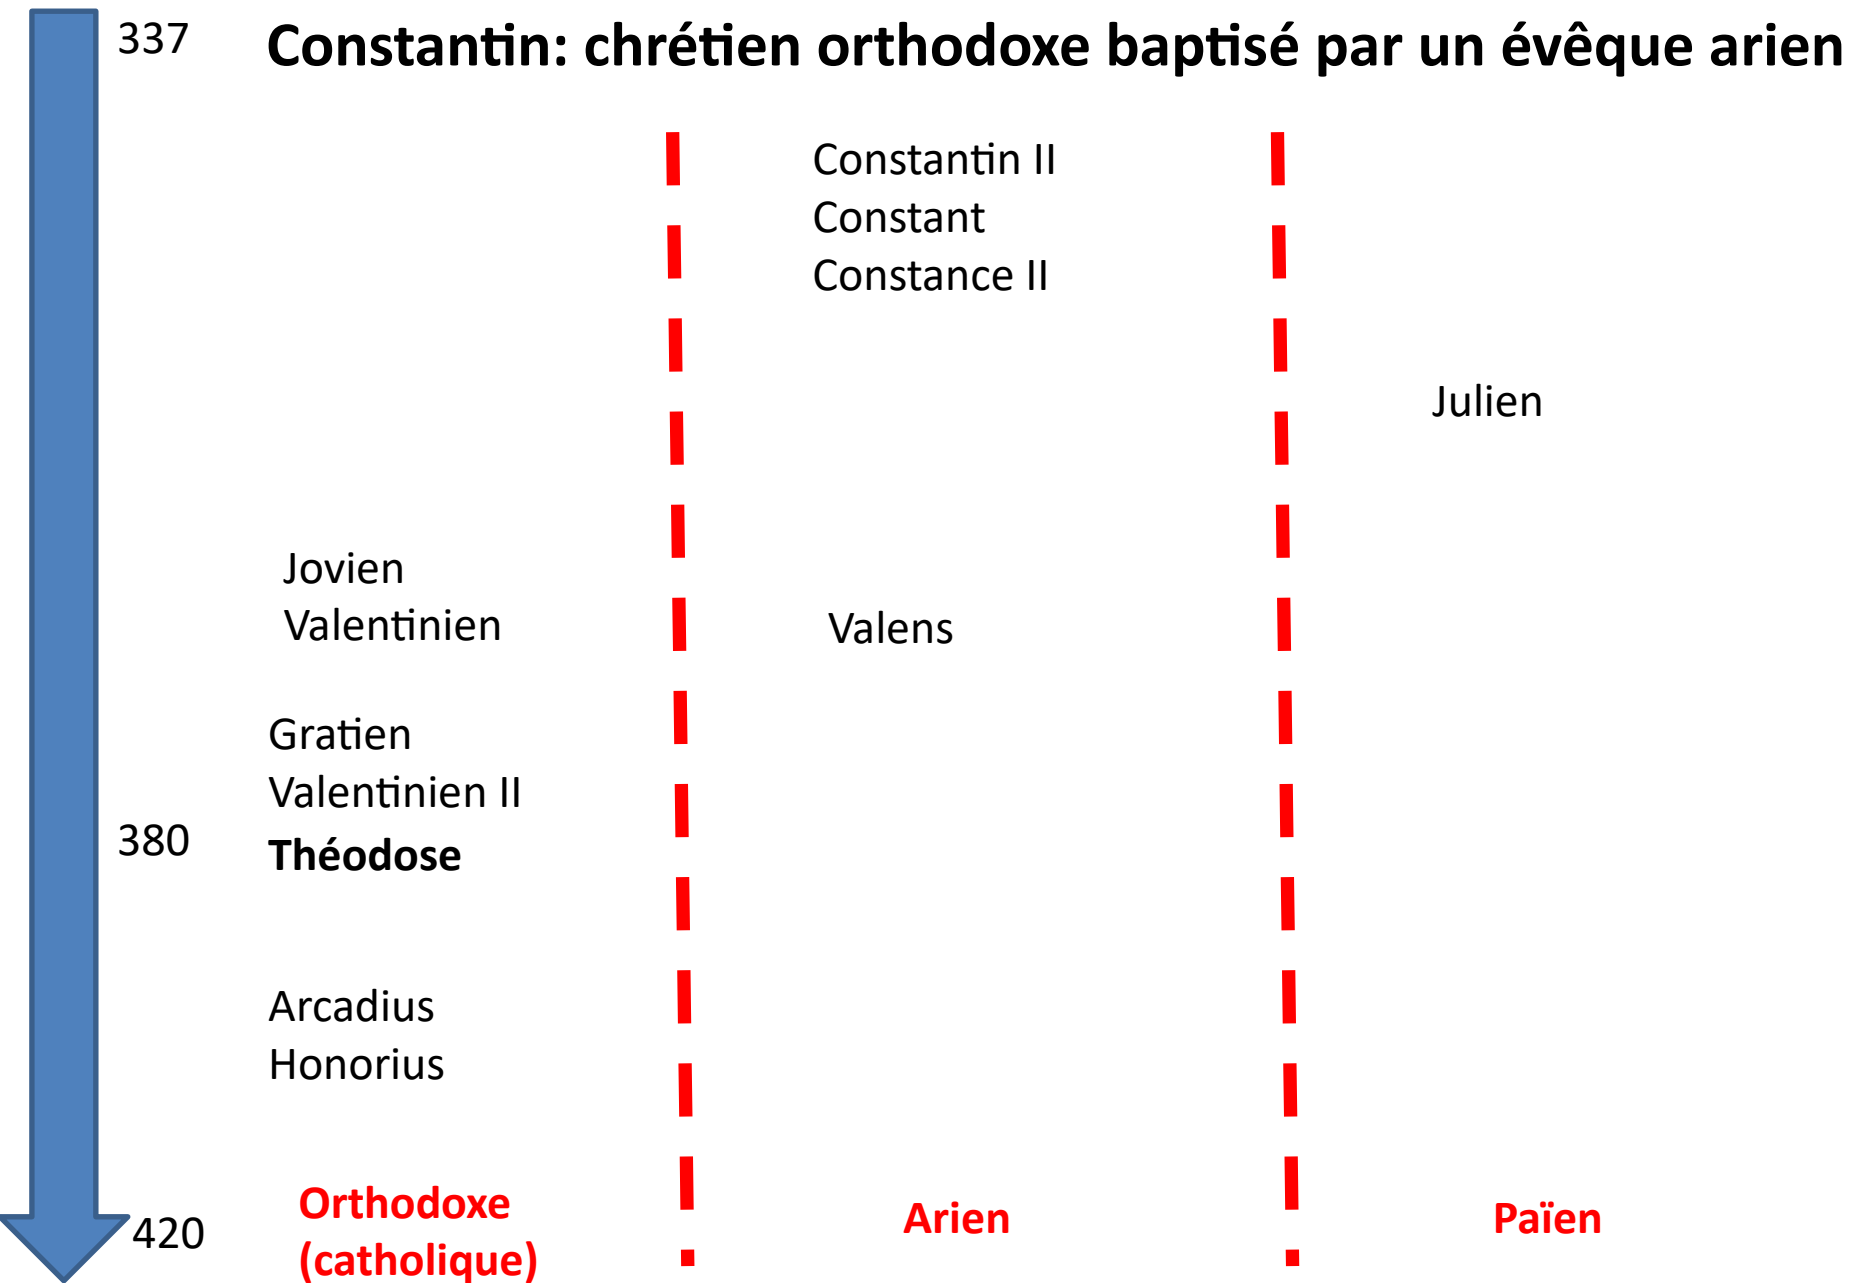 337
Constantin: chrétien orthodoxe baptisé par un évêque arien
Constantin II
Constant
Constance II
Julien
Jovien
Valentinien
Valens
Gratien
Valentinien II
380
Théodose
Arcadius
Honorius
420
Orthodoxe
(catholique)
Arien
Païen